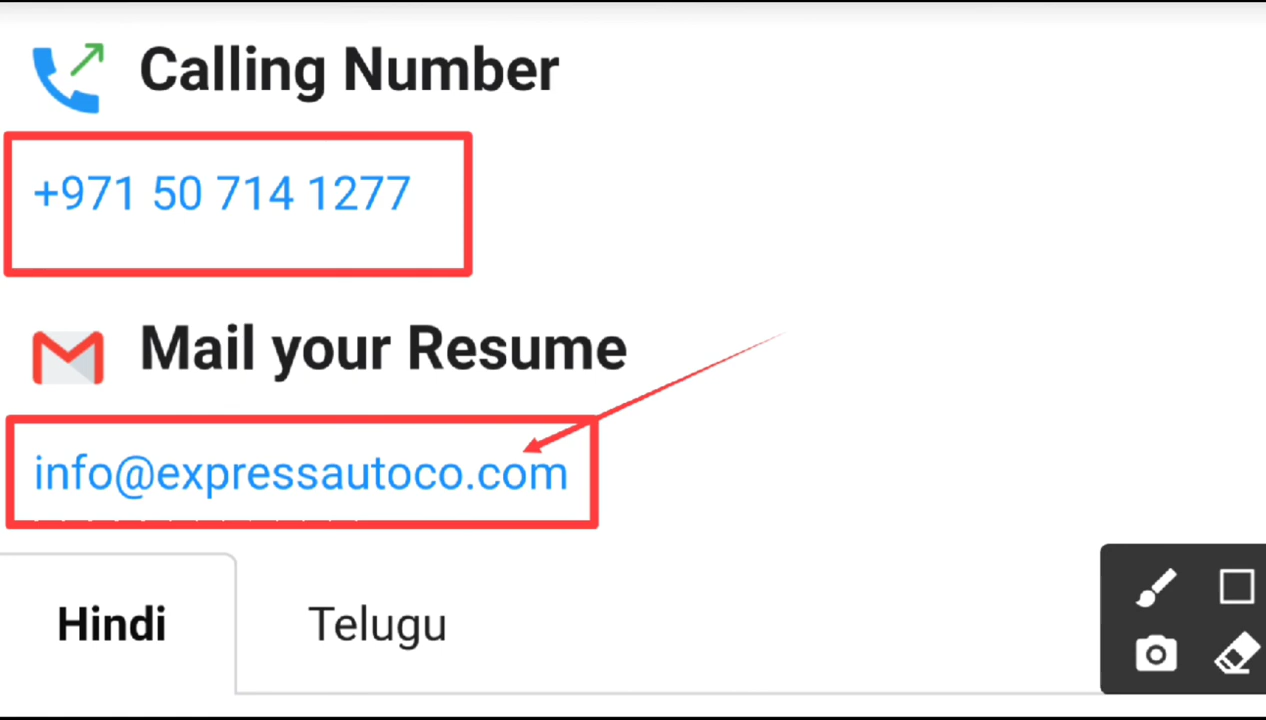 Calling Number
+971 50 714 1277
Mail your Resume
info@expressautoco.com
Hindi
Telugu